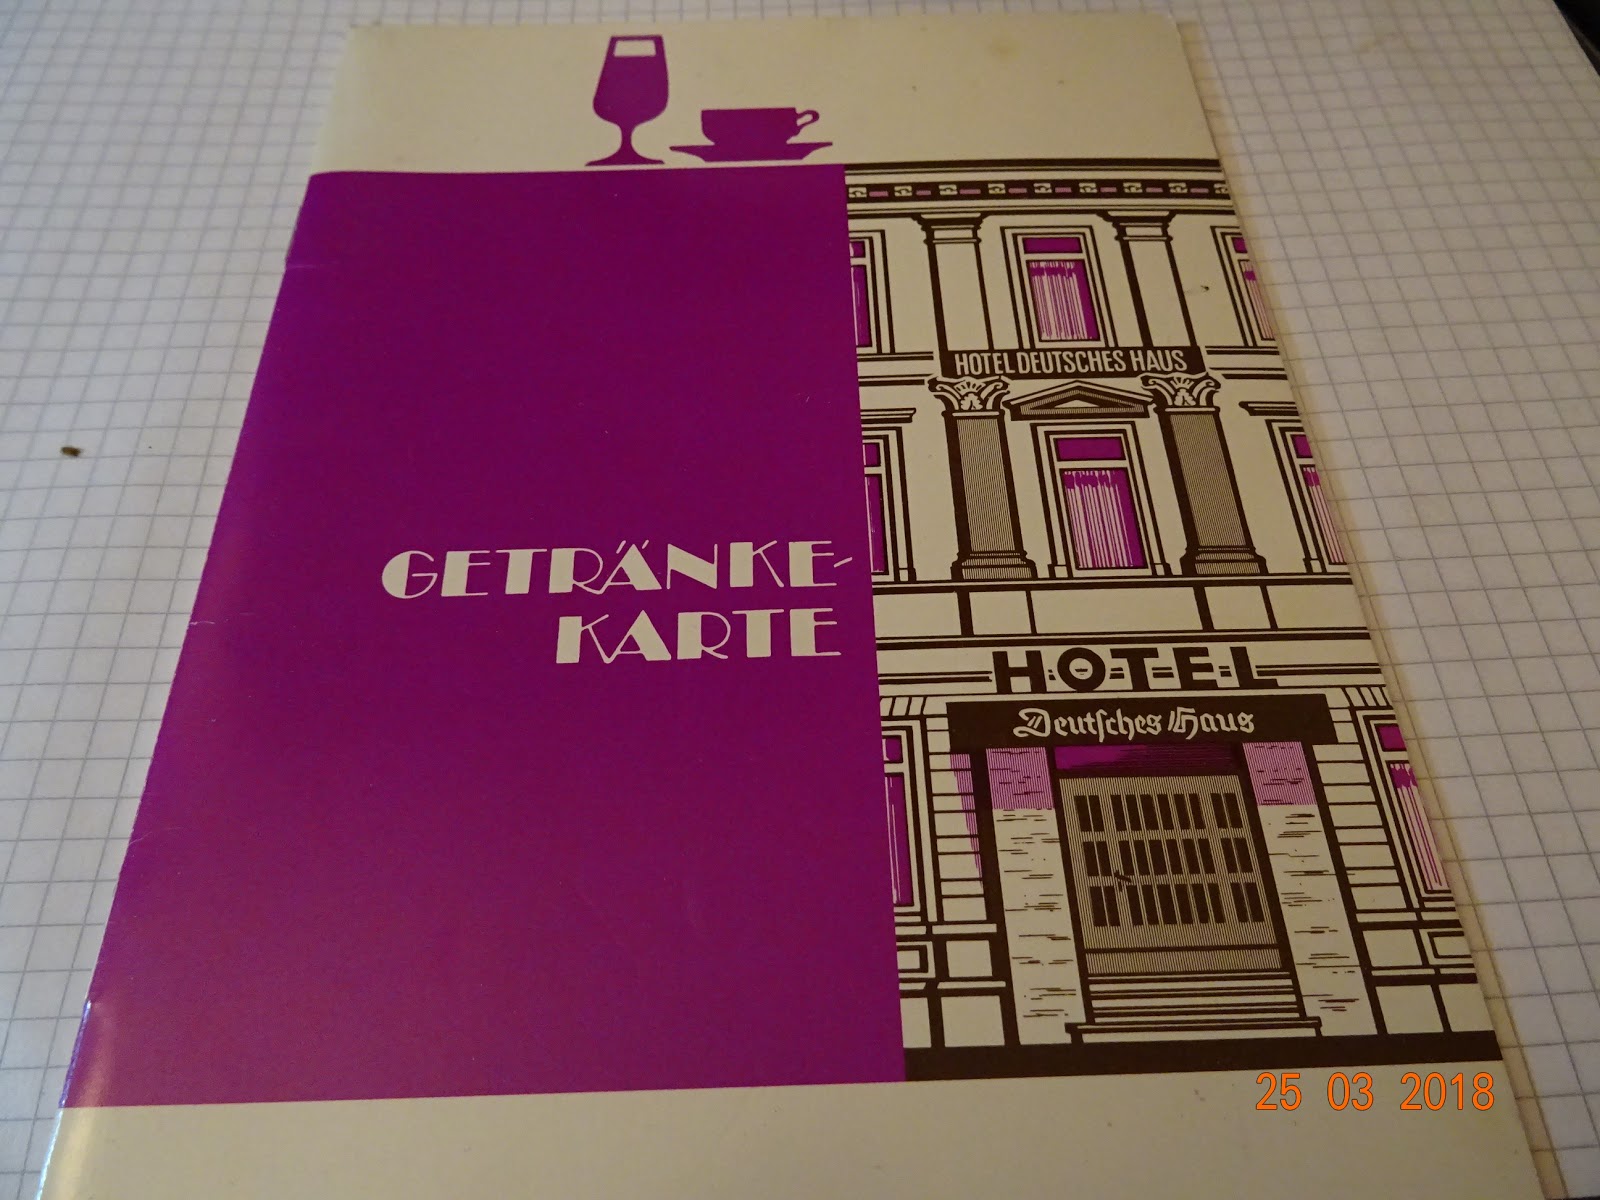 GETRÄNKE-
KARTE
HOTEL DEUTSCHES HAUS
HOTEL
Deutſches Haus
25 03 2018